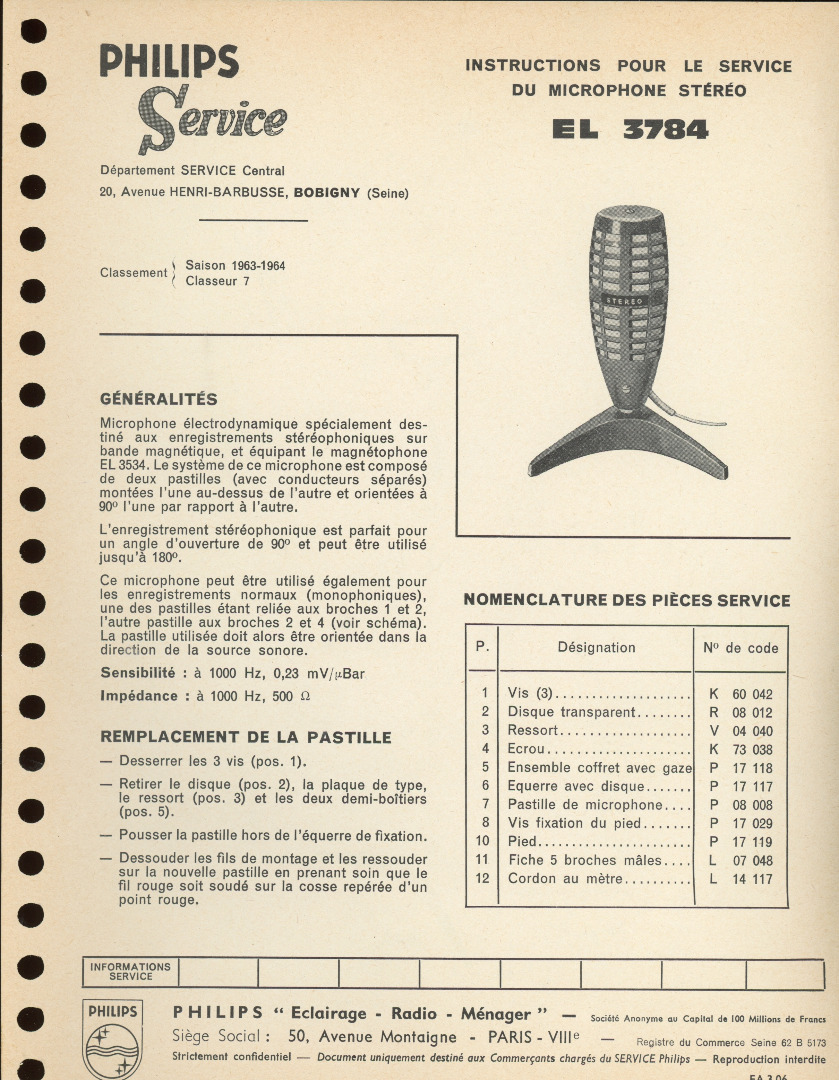 PHILIPS
Service
Département SERVICE Central
20, Avenue HENRI-BARBUSSE, BOBIGNY (Seine)
Classement { Saison 1963-1964
Classeur 7
INSTRUCTIONS POUR LE SERVICE
DU MICROPHONE STÉRÉO
EL 3784
STEREO
GÉNÉRALITÉS
Microphone électrodynamique spécialement des-
tiné aux enregistrements stéréophoniques sur
bande magnétique, et équipant le magnétophone
EL 3534. Le système de ce microphone est composé
de deux pastilles (avec conducteurs séparés)
montées l'une au-dessus de l'autre et orientées à
90° l'une par rapport à l'autre.
L'enregistrement stéréophonique est parfait pour
un angle d'ouverture de 90° et peut être utilisé
jusqu'à 180°.
Ce microphone peut être utilisé également pour
les enregistrements normaux (monophoniques),
une des pastilles étant reliée aux broches 1 et 2,
l'autre pastille aux broches 2 et 4 (voir schéma).
La pastille utilisée doit alors être orientée dans la
direction de la source sonore.
Sensibilité : à 1000 Hz, 0,23 mV/μBar
Impédance : à 1000 Hz, 500 Ω
REMPLACEMENT DE LA PASTILLE
— Desserrer les 3 vis (pos. 1).
— Retirer le disque (pos. 2), la plaque de type,
le ressort (pos. 3) et les deux demi-boîtiers
(pos. 5).
— Pousser la pastille hors de l'équerre de fixation.
— Dessouder les fils de montage et les ressouder
sur la nouvelle pastille en prenant soin que le
fil rouge soit soudé sur la cosse repérée d'un
point rouge.
NOMENCLATURE DES PIÈCES SERVICE
P. Désignation N° de code
1 Vis (3)................... K 60 042
2 Disque transparent........ R 08 012
3 Ressort.................. V 04 040
4 Ecrou.................... K 73 038
5 Ensemble coffret avec gaze P 17 118
6 Equerre avec disque...... P 17 117
7 Pastille de microphone.... P 08 008
8 Vis fixation du pied....... P 17 029
10 Pied..................... P 17 119
11 Fiche 5 broches mâles.... L 07 048
12 Cordon au mètre.......... L 14 117
INFORMATIONS
SERVICE
PHILIPS
PHILIPS “ Eclairage - Radio - Ménager ” — Société Anonyme au Capital de 100 Millions de Francs
Siège Social : 50, Avenue Montaigne - PARIS - VIIIe — Registre du Commerce Seine 62 B 5173
Strictement confidentiel — Document uniquement destiné aux Commerçants chargés du SERVICE Philips — Reproduction interdite